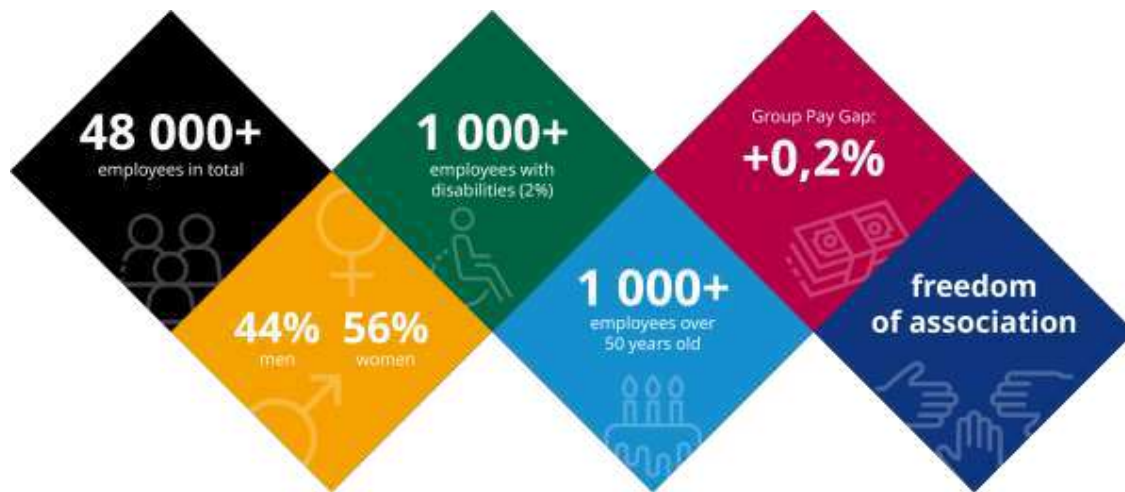 48 000+
employees in total
44% 56%
men women
1 000+
employees with
disabilities (2%)
1 000+
employees over
50 years old
Group Pay Gap:
+0,2%
freedom
of association